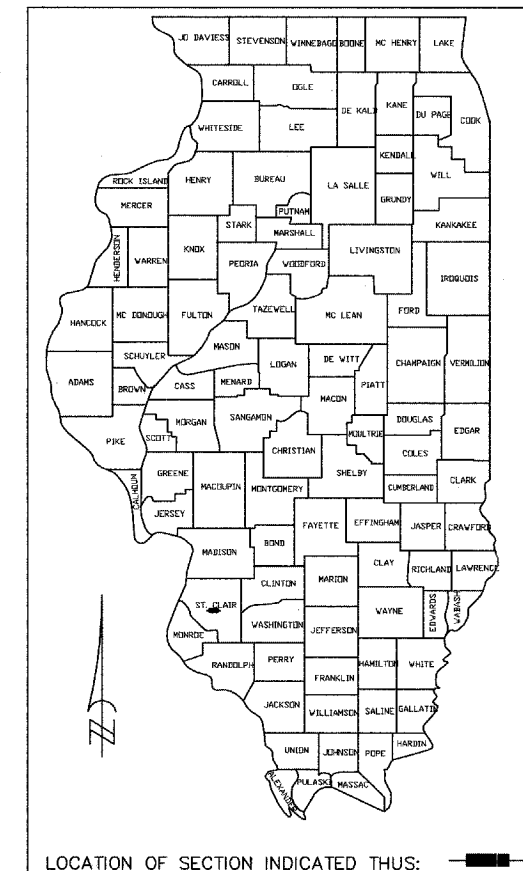 JO DAVIESS STEVENSON WINNEBAGO BOONE MC HENRY LAKE
CARROLL OGLE DE KALB KANE DU PAGE COOK
WHITESIDE LEE KENDALL WILL
ROCK ISLAND HENRY BUREAU LA SALLE GRUNDY
MERCER PUTNAM KANKAKEE
HENDERSON WARREN KNOX STARK MARSHALL LIVINGSTON
PEORIA WOODFORD IROQUOIS
HANCOCK MC DONOUGH FULTON TAZEWELL MC LEAN FORD
SCHUYLER MASON LOGAN DE WITT CHAMPAIGN VERMILION
ADAMS BROWN CASS MENARD MACON PIATT
PIKE SCOTT MORGAN SANGAMON CHRISTIAN MOULTRIE DOUGLAS EDGAR
COLES
CALHOUN GREENE MACOUPIN MONTGOMERY SHELBY CUMBERLAND CLARK
JERSEY FAYETTE EFFINGHAM JASPER CRAWFORD
MADISON BOND CLAY RICHLAND LAWRENCE
CLINTON MARION
ST. CLAIR WASHINGTON JEFFERSON WAYNE EDWARDS WABASH
MONROE
RANDOLPH PERRY FRANKLIN HAMILTON WHITE
JACKSON WILLIAMSON SALINE GALLATIN
UNION JOHNSON POPE HARDIN
ALEXANDER PULASKI MASSAC
N
LOCATION OF SECTION INDICATED THUS: